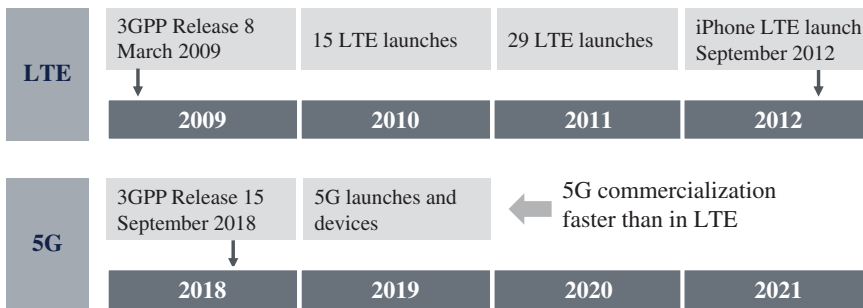 3GPP Release 8
March 2009
15 LTE launches
29 LTE launches
iPhone LTE launch
September 2012
LTE
2009
2010
2011
2012
3GPP Release 15
September 2018
5G launches and
devices
5G commercialization
faster than in LTE
5G
2018
2019
2020
2021